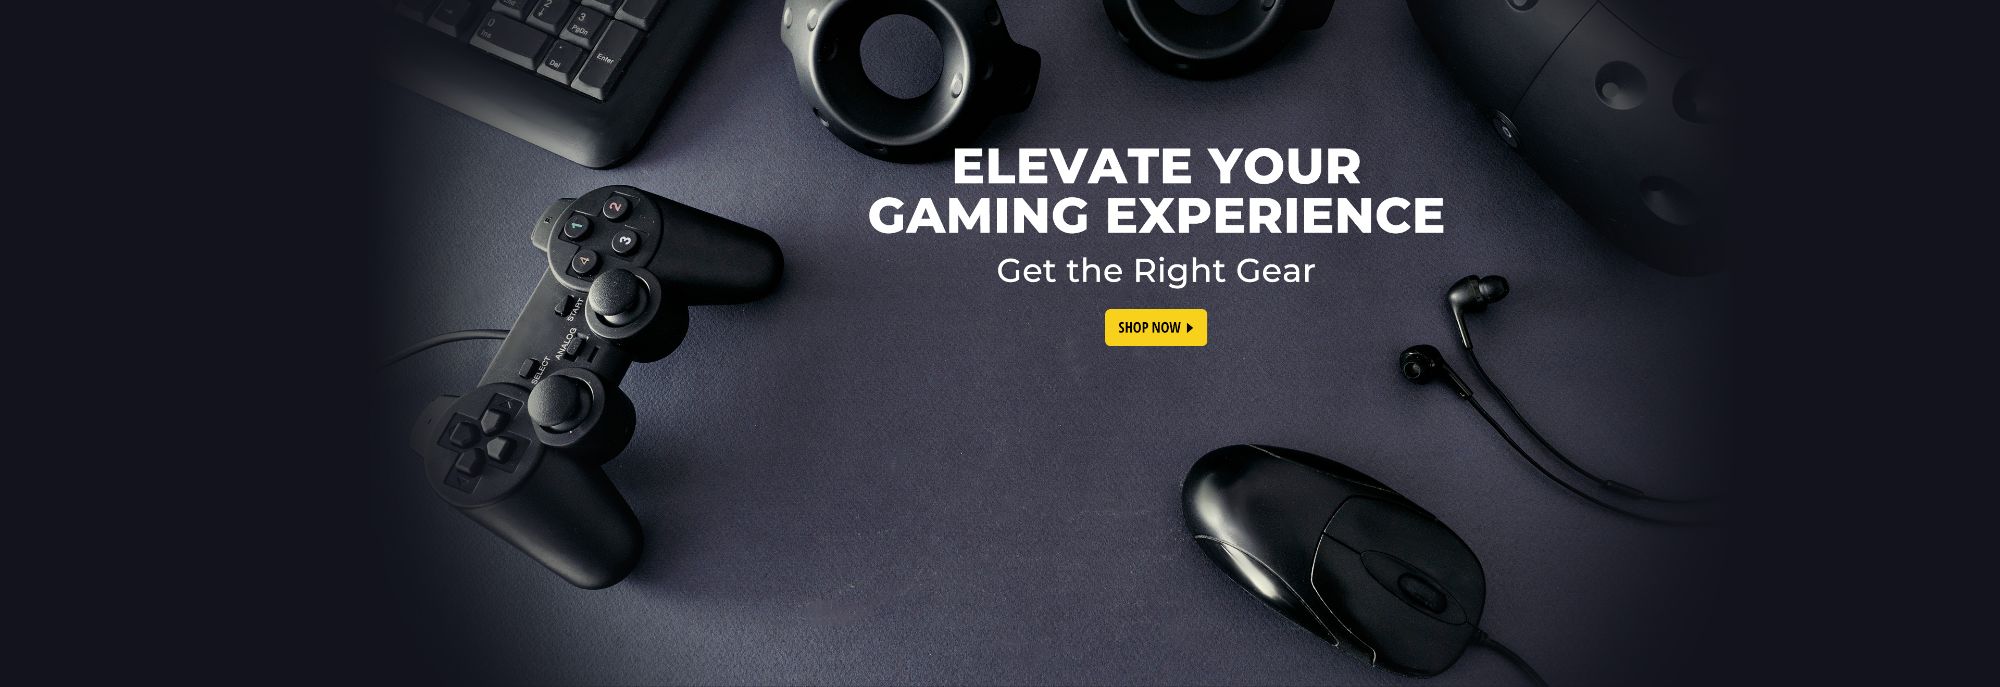 2
3
PgDn
0
Ins
.
Del
Enter
ELEVATE YOUR
GAMING EXPERIENCE
Get the Right Gear
SHOP NOW
2
1
3
4
START
ANALOG
SELECT